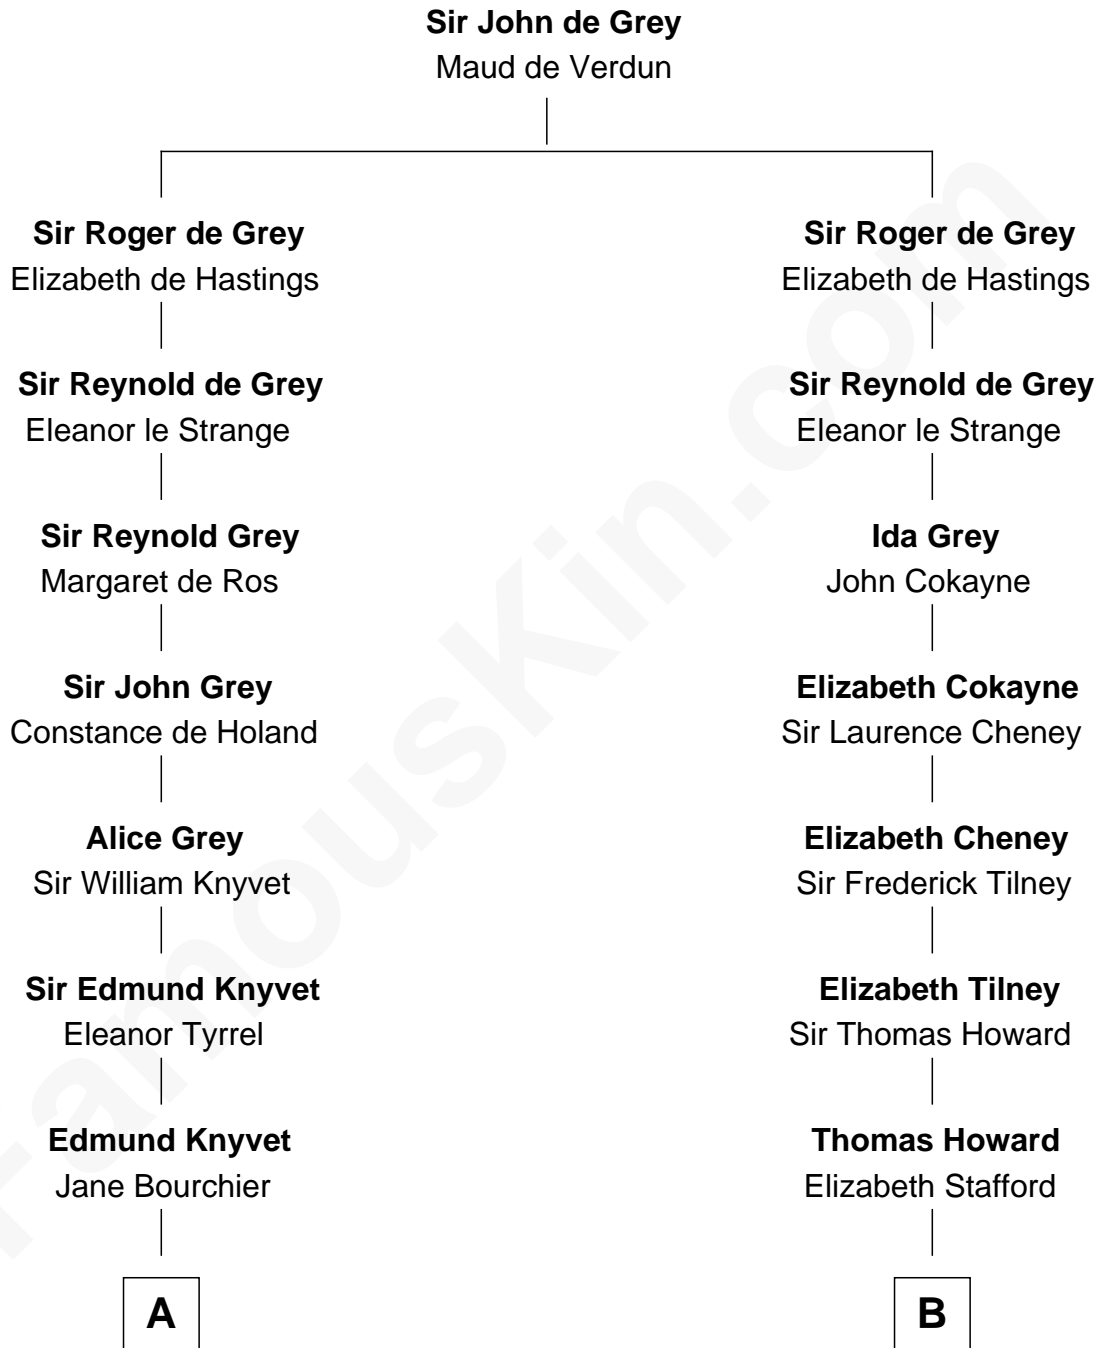 Sir John de Grey
Maud de Verdun
Sir Roger de Grey
Elizabeth de Hastings
Sir Reynold de Grey
Eleanor le Strange
Sir Reynold Grey
Margaret de Ros
Sir John Grey
Constance de Holand
Alice Grey
Sir William Knyvet
Sir Edmund Knyvet
Eleanor Tyrrel
Edmund Knyvet
Jane Bourchier
A
Sir Roger de Grey
Elizabeth de Hastings
Sir Reynold de Grey
Eleanor le Strange
Ida Grey
John Cokayne
Elizabeth Cokayne
Sir Laurence Cheney
Elizabeth Cheney
Sir Frederick Tilney
Elizabeth Tilney
Sir Thomas Howard
Thomas Howard
Elizabeth Stafford
B
FamousKin.com